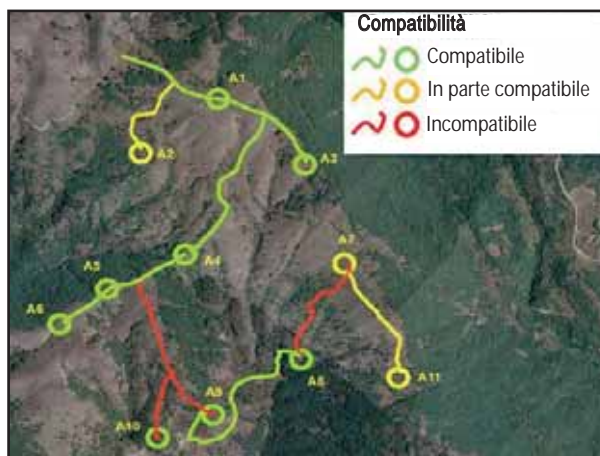 Compatibilità
Compatibile
In parte compatibile
Incompatibile
A1
A2
A3
A4
A7
A5
A6
A8
A11
A9
A10